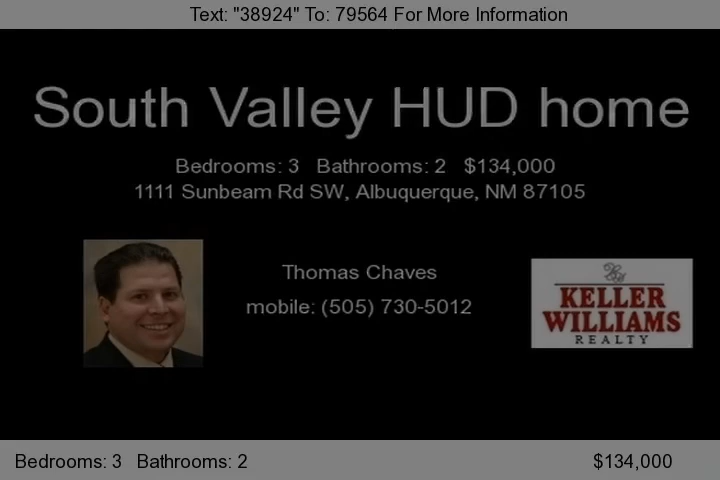 Text: "38924" To: 79564 For More Information
South Valley HUD home
Bedrooms: 3 Bathrooms: 2 $134,000
1111 Sunbeam Rd SW, Albuquerque, NM 87105
Thomas Chaves
mobile: (505) 730-5012
KELLER
WILLIAMS
REALTY
Bedrooms: 3 Bathrooms: 2 $134,000